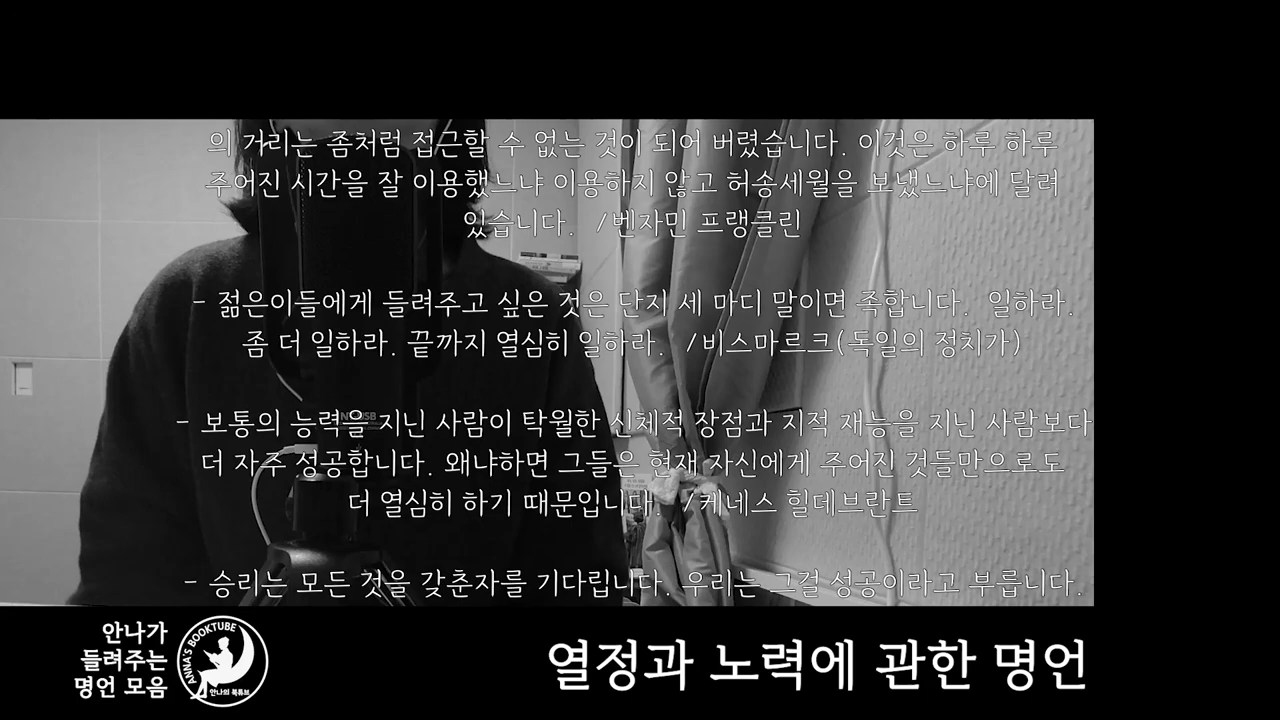 의 거리는 좀처럼 접근할 수 없는 것이 되어 버렸습니다. 이것은 하루 하루
주어진 시간을 잘 이용했느냐 이용하지 않고 허송세월을 보냈느냐에 달려
있습니다. /벤자민 프랭클린
- 젊은이들에게 들려주고 싶은 것은 단지 세 마디 말이면 족합니다. 일하라.
좀 더 일하라. 끝까지 열심히 일하라. /비스마르크(독일의 정치가)
- 보통의 능력을 지닌 사람이 탁월한 신체적 장점과 지적 재능을 지닌 사람보다
더 자주 성공합니다. 왜냐하면 그들은 현재 자신에게 주어진 것들만으로도
더 열심히 하기 때문입니다. /케네스 힐데브란트
- 승리는 모든 것을 갖춘자를 기다립니다. 우리는 그걸 성공이라고 부릅니다.
안나가
들려주는
명언 모음
ANNA'S BOOKTUBE
안나의 북튜브
열정과 노력에 관한 명언